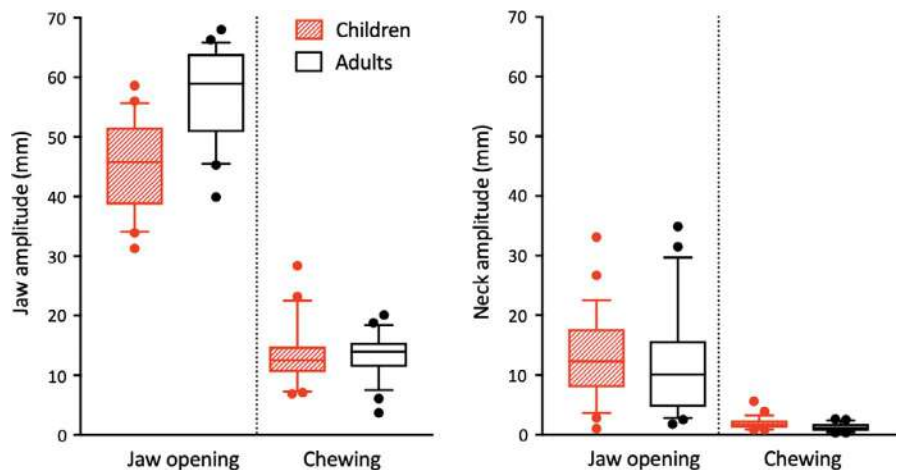 Jaw amplitude (mm)
70
60
50
40
30
20
10
0
Children
Adults
Jaw opening
Chewing
Neck amplitude (mm)
70
60
50
40
30
20
10
0
Jaw opening
Chewing